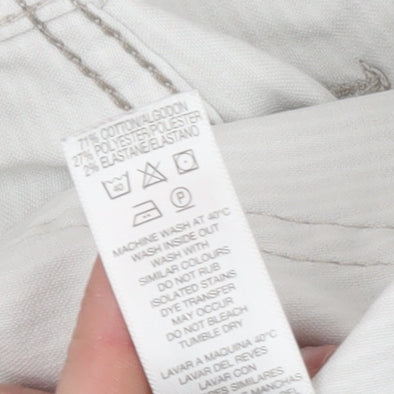 71% COTTON/ALGODON
27% POLYESTER/POLIESTER
2% ELASTANE/ELASTANO
40
P
MACHINE WASH AT 40°C
WASH INSIDE OUT
WASH WITH
SIMILAR COLOURS
DO NOT RUB
ISOLATED STAINS
DYE TRANSFER
MAY OCCUR
DO NOT BLEACH
TUMBLE DRY
LAVAR A MAQUINA 40°C
LAVAR DEL REVES
LAVAR CON
SIMILARES
MANCHAS